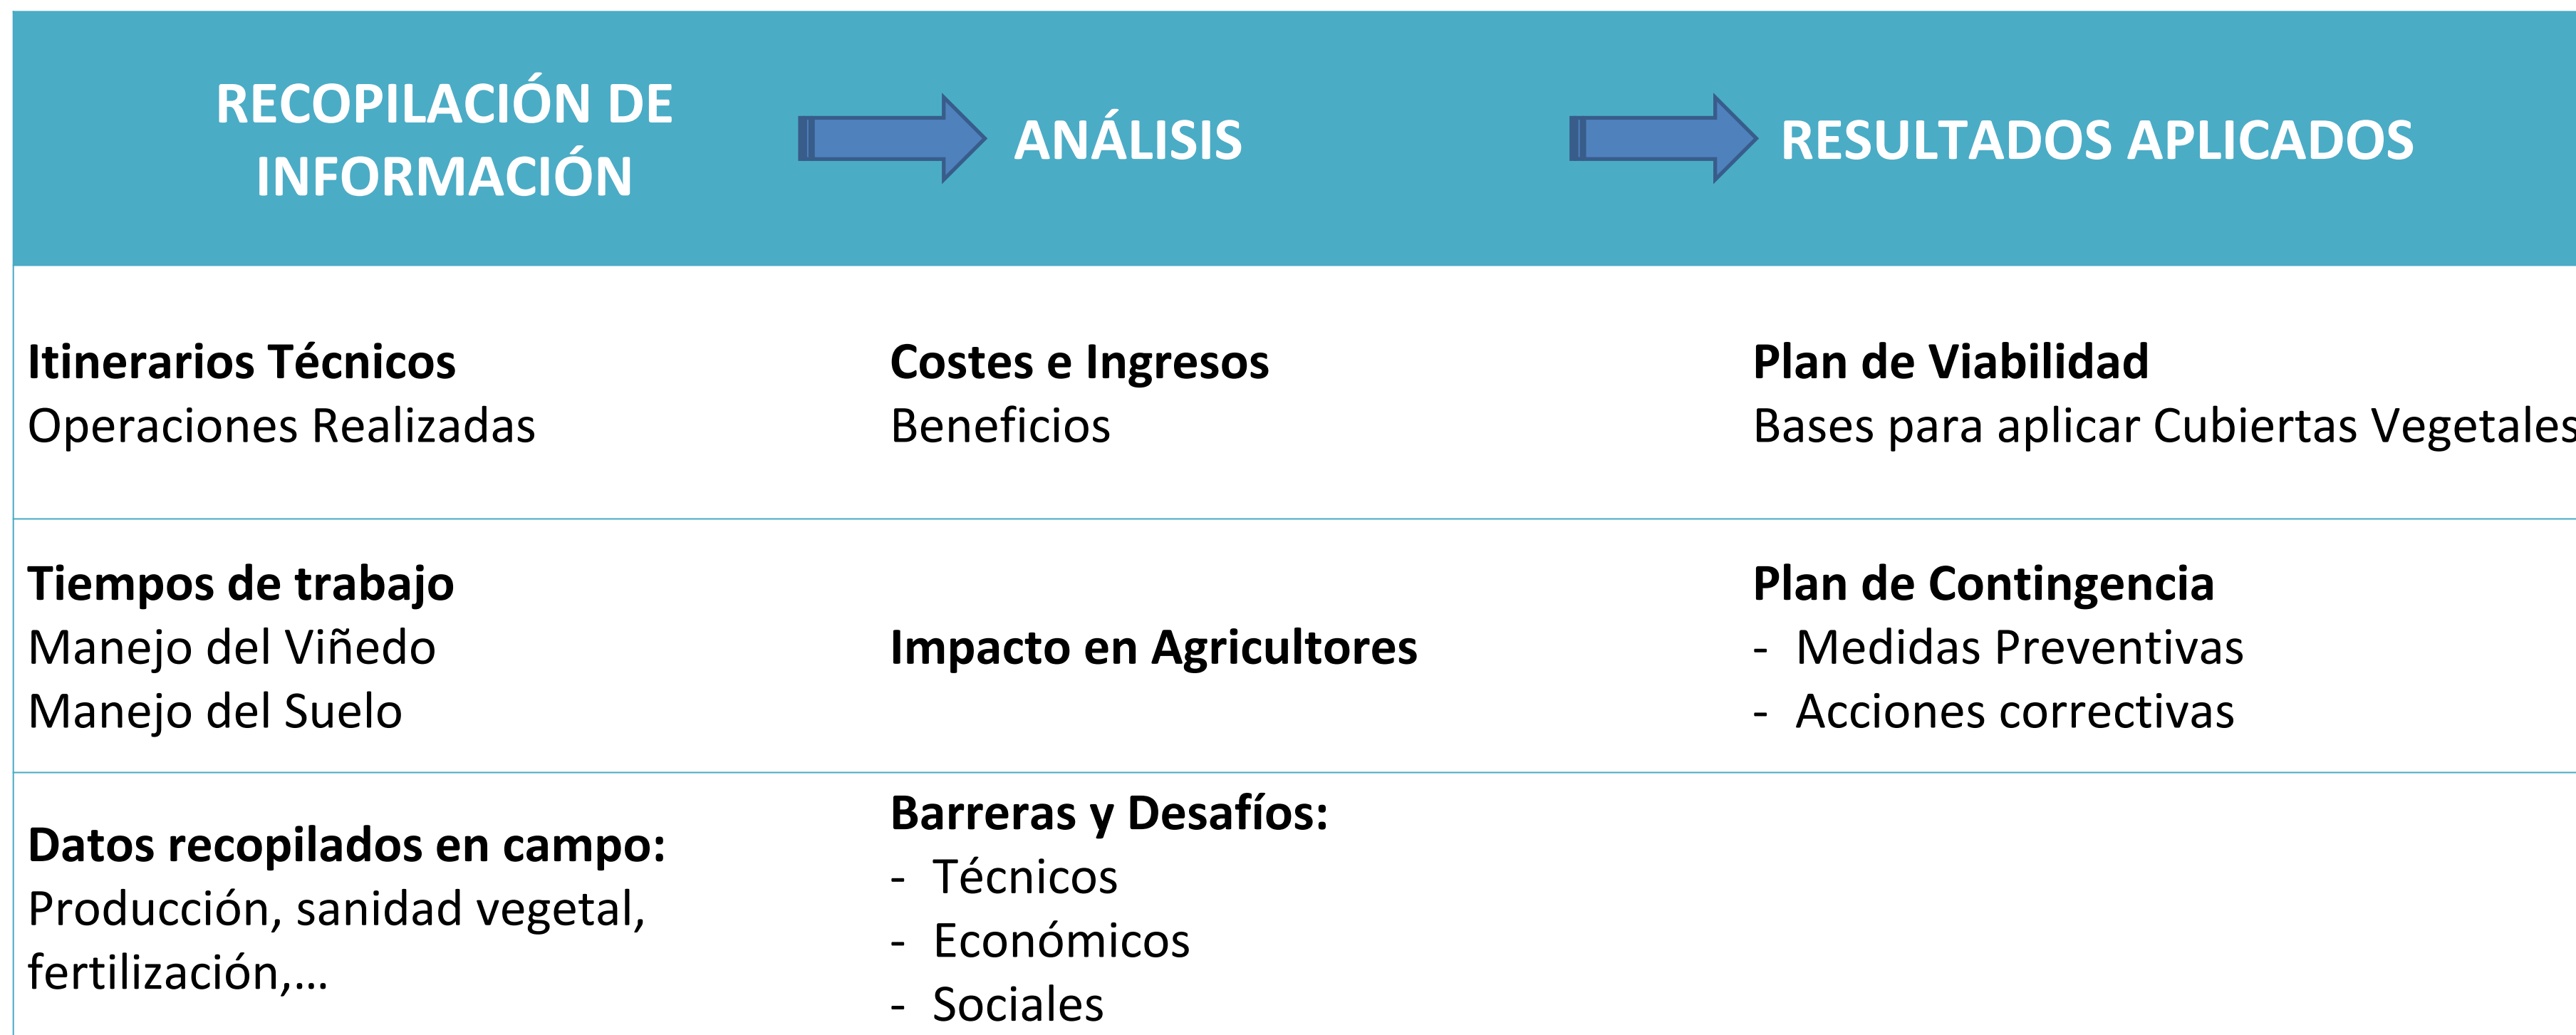 RECOPILACIÓN DE
INFORMACIÓN
ANÁLISIS
RESULTADOS APLICADOS
Itinerarios Técnicos
Operaciones Realizadas
Costes e Ingresos
Beneficios
Plan de Viabilidad
Bases para aplicar Cubiertas Vegetales
Tiempos de trabajo
Manejo del Viñedo
Manejo del Suelo
Impacto en Agricultores
Plan de Contingencia
- Medidas Preventivas
- Acciones correctivas
Datos recopilados en campo:
Producción, sanidad vegetal,
fertilización,...
Barreras y Desafíos:
- Técnicos
- Económicos
- Sociales